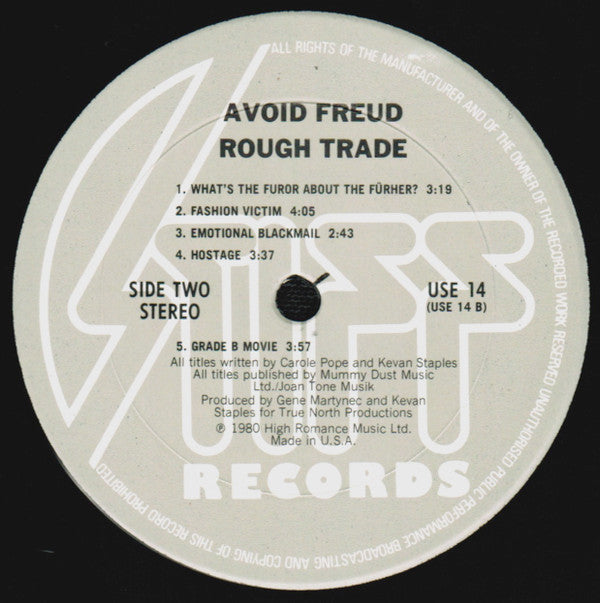 ALL RIGHTS OF THE MANUFACTURER AND OF THE OWNER OF THE RECORDED WORK RESERVED UNAUTHORISED PUBLIC PERFORMANCE BROADCASTING AND COPYING OF THIS RECORD PROHIBITED
AVOID FREUD
ROUGH TRADE
1. WHAT'S THE FUROR ABOUT THE FÜRHER? 3:19
2. FASHION VICTIM 4:05
3. EMOTIONAL BLACKMAIL 2:43
4. HOSTAGE 3:37
STIFF
SIDE TWO
STEREO
USE 14
(USE 14 B)
5. GRADE B MOVIE 3:57
All titles written by Carole Pope and Kevan Staples
All titles published by Mummy Dust Music
Ltd./Joan Tone Musik
Produced by Gene Martynec and Kevan
Staples for True North Productions
℗ 1980 High Romance Music Ltd.
Made in U.S.A.
RECORDS